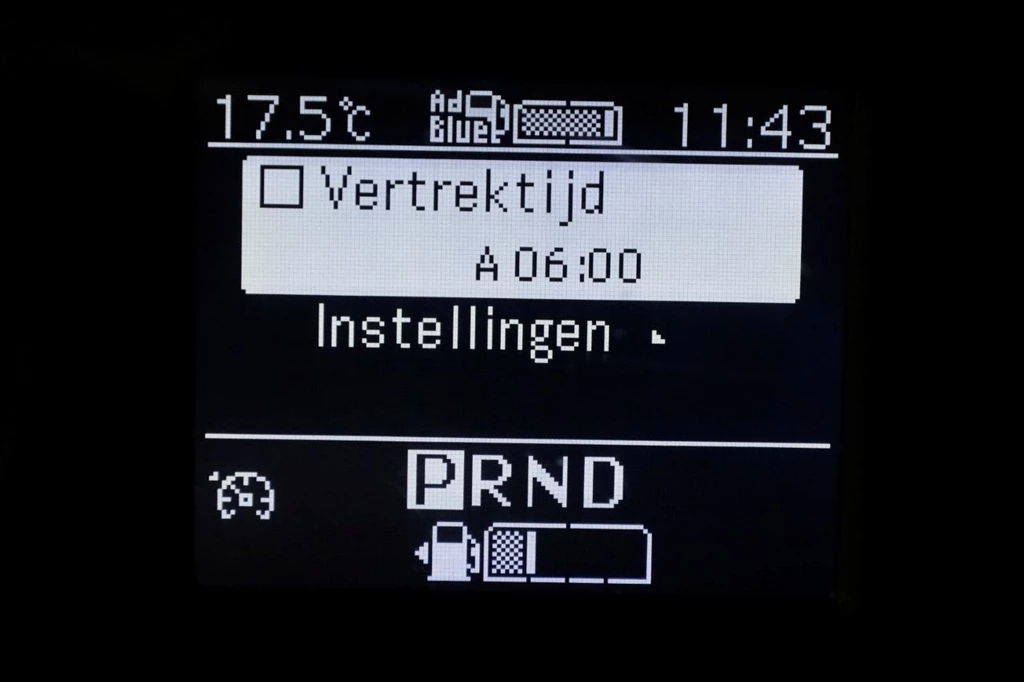 17.5°C Ad Blue 11:43
Vertrektijd
A 06:00
Instellingen
PRND